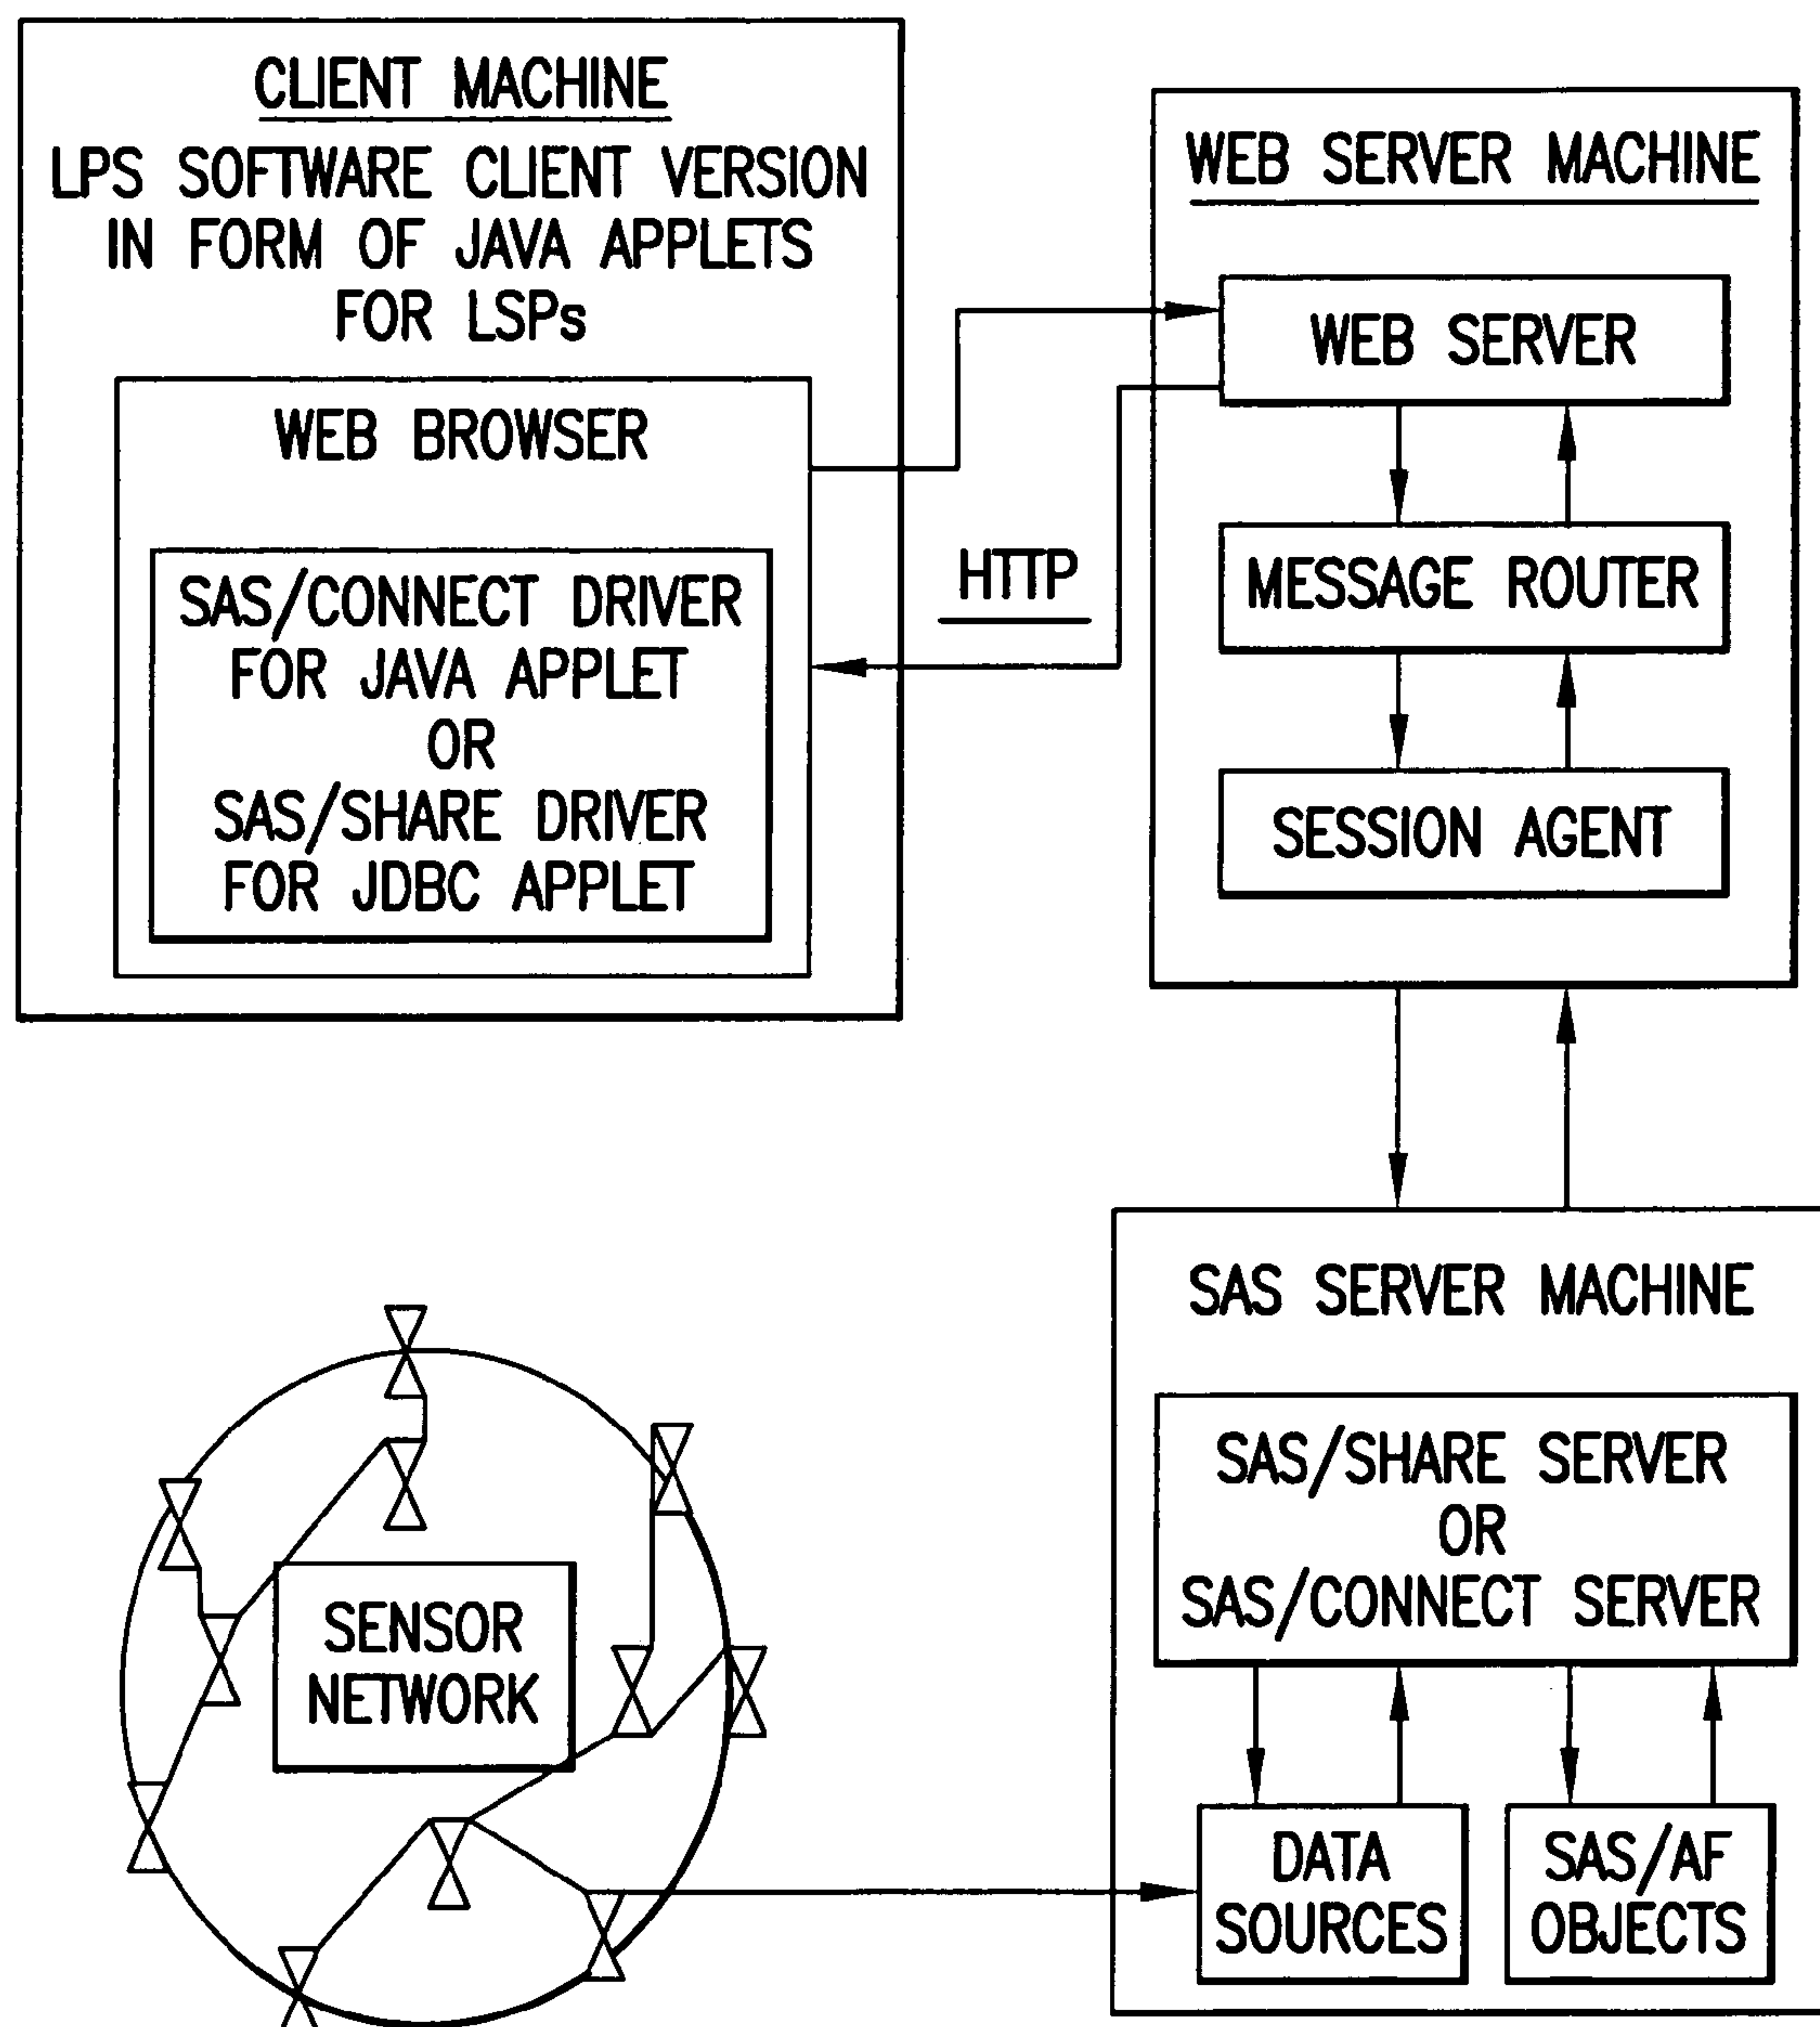 CLIENT MACHINE
LPS SOFTWARE CLIENT VERSION
IN FORM OF JAVA APPLETS
FOR LSPs
WEB BROWSER
SAS/CONNECT DRIVER
FOR JAVA APPLET
OR
SAS/SHARE DRIVER
FOR JDBC APPLET
HTTP
WEB SERVER MACHINE
WEB SERVER
MESSAGE ROUTER
SESSION AGENT
SAS SERVER MACHINE
SAS/SHARE SERVER
OR
SAS/CONNECT SERVER
DATA
SOURCES
SAS/AF
OBJECTS
SENSOR
NETWORK